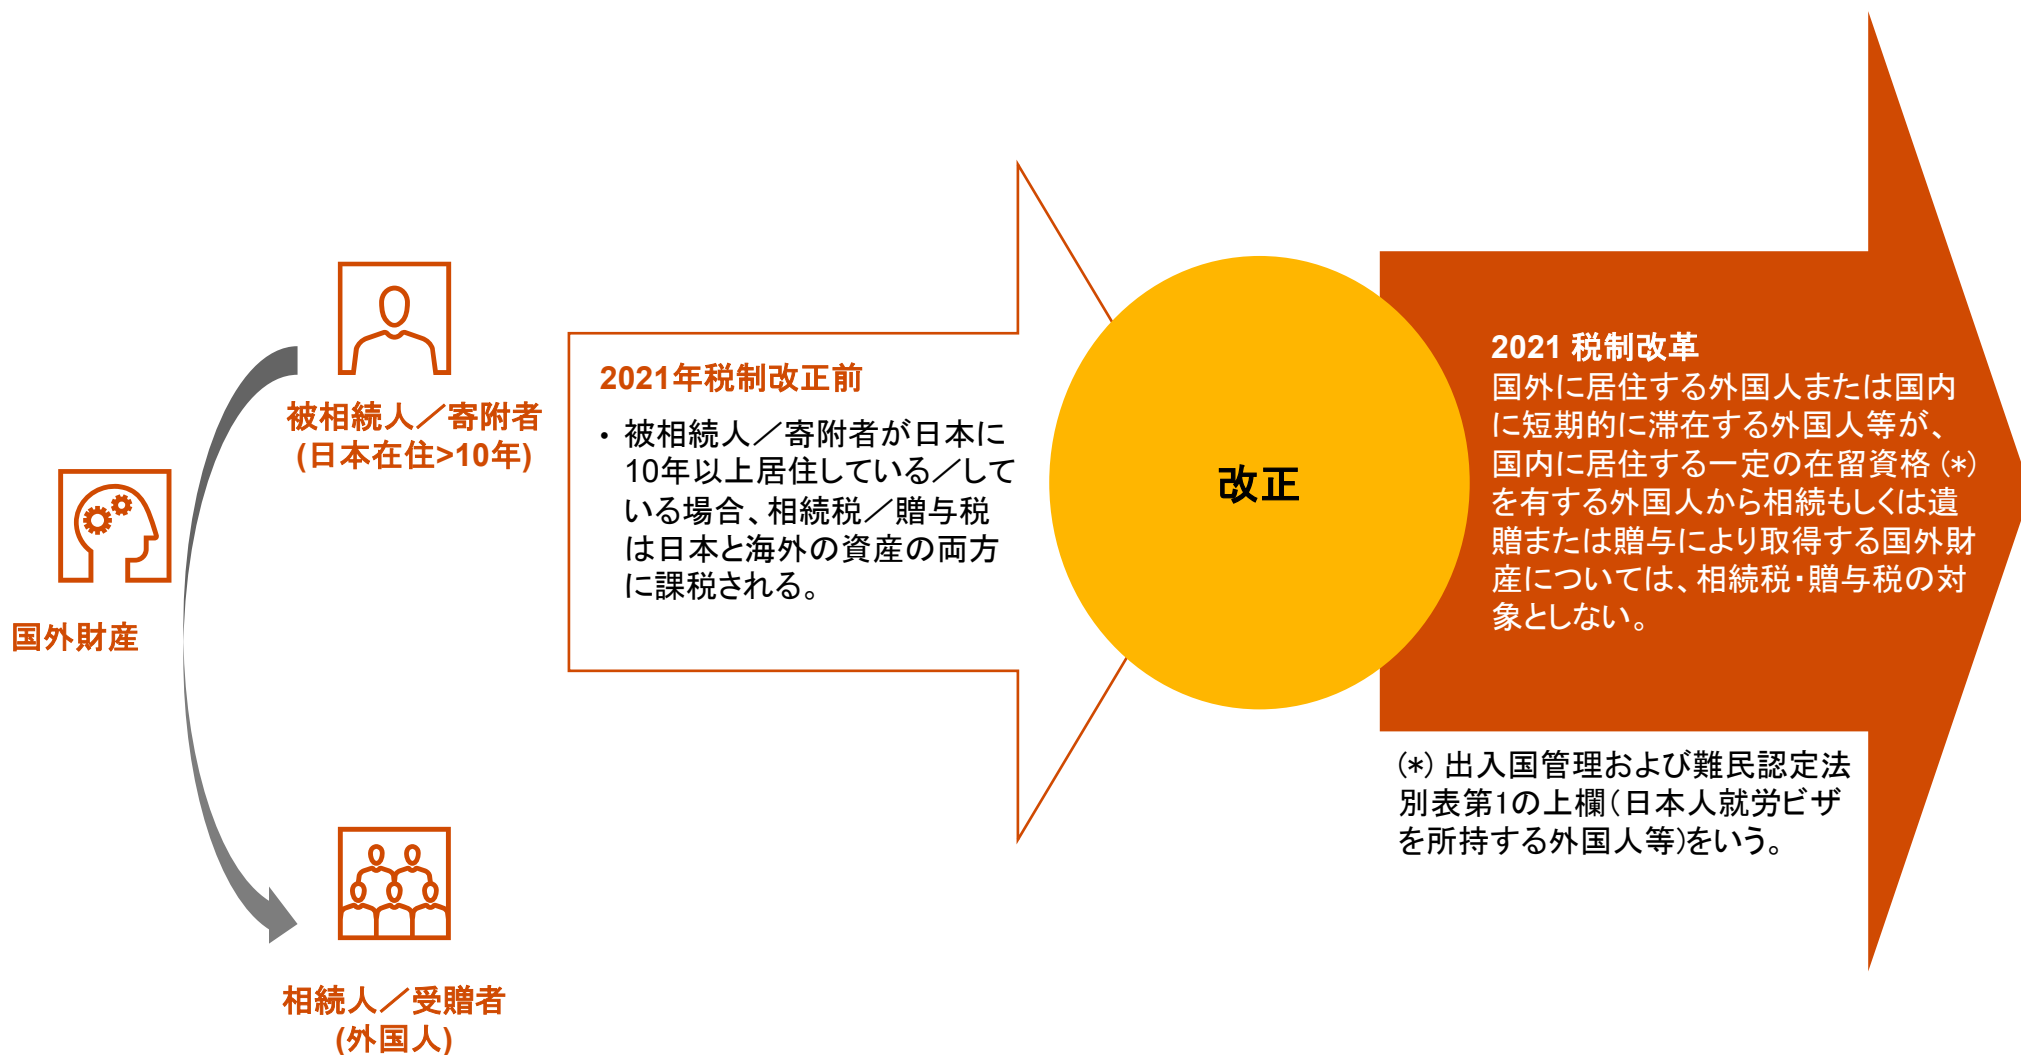 被相続人／寄附者
(日本在住>10年)
国外財産
相続人／受贈者
(外国人)
2021年税制改正前
• 被相続人／寄附者が日本に
10年以上居住している／して
いる場合、相続税／贈与税
は日本と海外の資産の両方
に課税される。
改正
2021 税制改革
国外に居住する外国人または国内
に短期的に滞在する外国人等が、
国内に居住する一定の在留資格（*）
を有する外国人から相続もしくは遺
贈または贈与により取得する国外財
産については、相続税・贈与税の対
象としない。
（*）出入国管理および難民認定法
別表第1の上欄（日本人就労ビザ
を所持する外国人等）をいう。